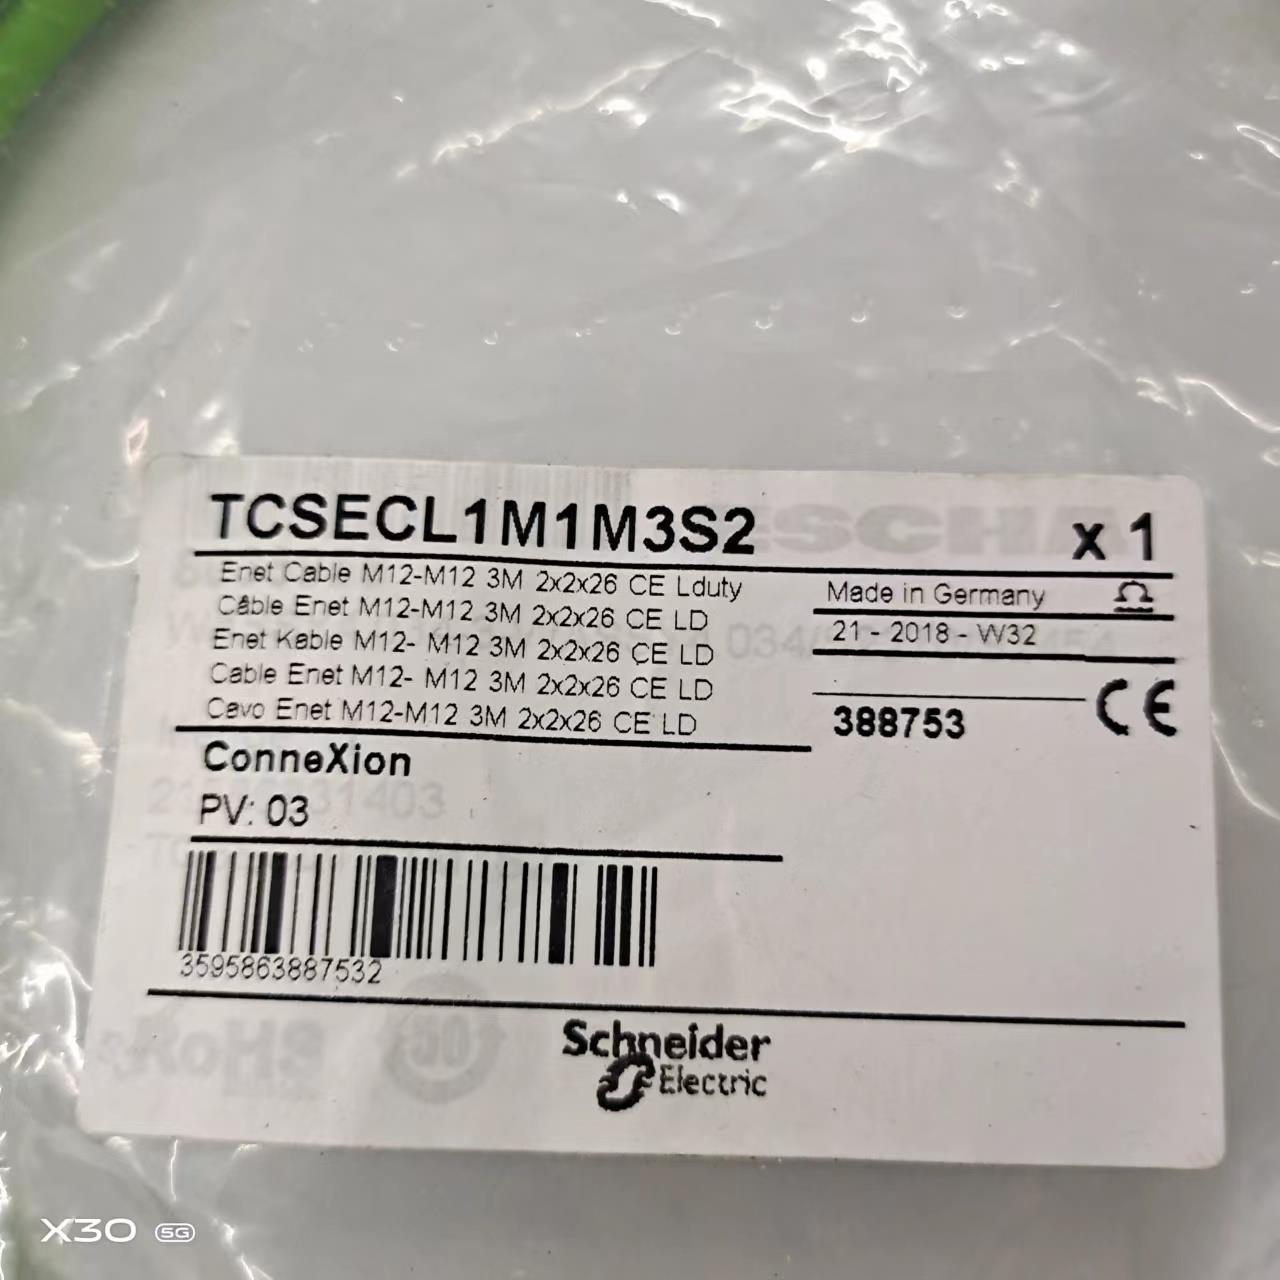 TCSECL1M1M3S2 x 1
Enet Cable M12-M12 3M 2x2x26 CE Lduty
Câble Enet M12-M12 3M 2x2x26 CE LD
Enet Kable M12- M12 3M 2x2x26 CE LD
Cable Enet M12- M12 3M 2x2x26 CE LD
Cavo Enet M12-M12 3M 2x2x26 CE LD
Made in Germany
21 - 2018 - W32
388753
CE
ConneXion
PV: 03
3595863887532
Schneider
Electric
RoHS
50
X30 5G